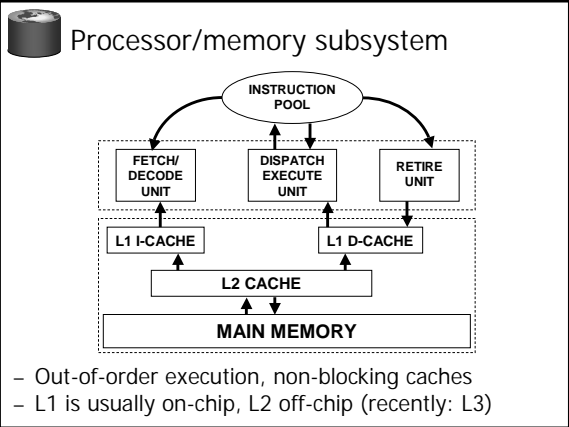 Processor/memory subsystem
INSTRUCTION
POOL
FETCH/
DECODE
UNIT
DISPATCH
EXECUTE
UNIT
RETIRE
UNIT
L1 I-CACHE
L1 D-CACHE
L2 CACHE
MAIN MEMORY
– Out-of-order execution, non-blocking caches
– L1 is usually on-chip, L2 off-chip (recently: L3)